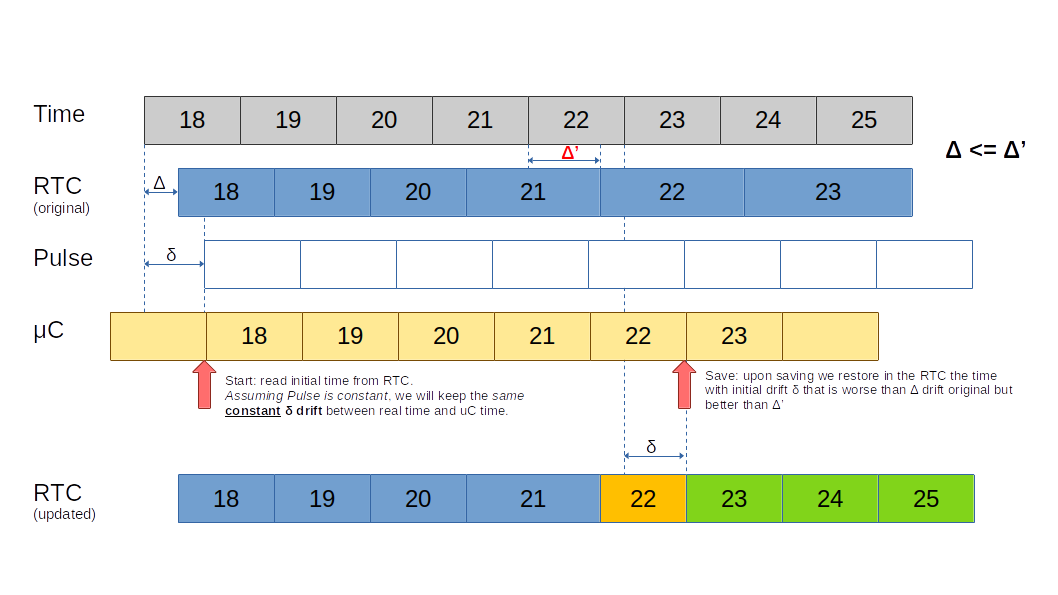 Time
18 19 20 21 22 23 24 25
Δ'
Δ <= Δ'
RTC
(original)
Δ
18 19 20 21 22 23
Pulse
δ
μC
18 19 20 21 22 23
Start: read initial time from RTC.
Assuming Pulse is constant, we will keep the same
constant δ drift between real time and uC time.
Save: upon saving we restore in the RTC the time
with initial drift δ that is worse than Δ drift original but
better than Δ'
δ
RTC
(updated)
18 19 20 21 22 23 24 25